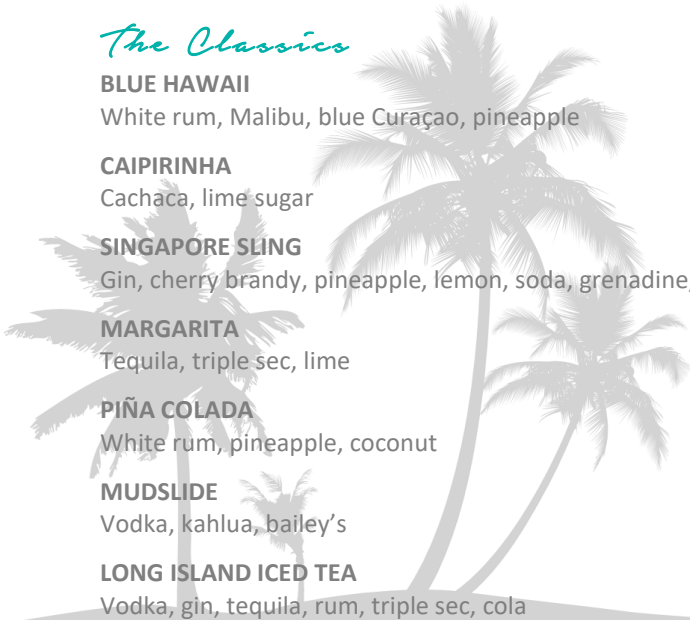 The Classics
BLUE HAWAII
White rum, Malibu, blue Curaçao, pineapple
CAIPIRINHA
Cachaca, lime sugar
SINGAPORE SLING
Gin, cherry brandy, pineapple, lemon, soda, grenadine,
MARGARITA
Tequila, triple sec, lime
PIÑA COLADA
White rum, pineapple, coconut
MUDSLIDE
Vodka, kahlua, bailey’s
LONG ISLAND ICED TEA
Vodka, gin, tequila, rum, triple sec, cola